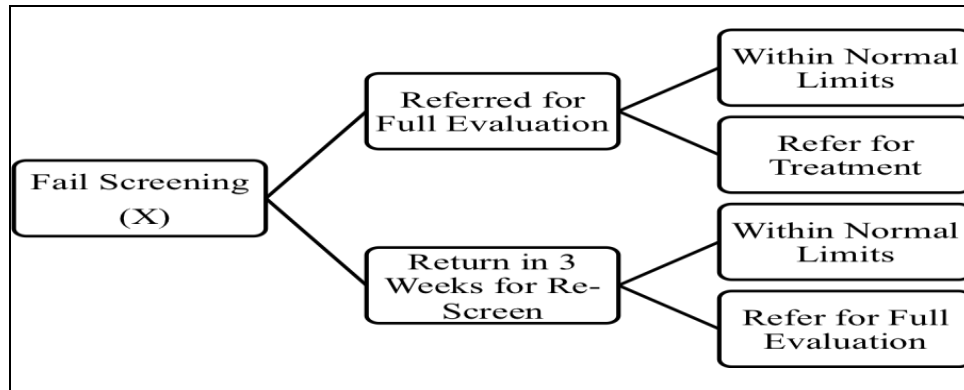 Fail Screening
(X)
Referred for
Full Evaluation
Within Normal
Limits
Refer for
Treatment
Return in 3
Weeks for Re-
Screen
Within Normal
Limits
Refer for Full
Evaluation